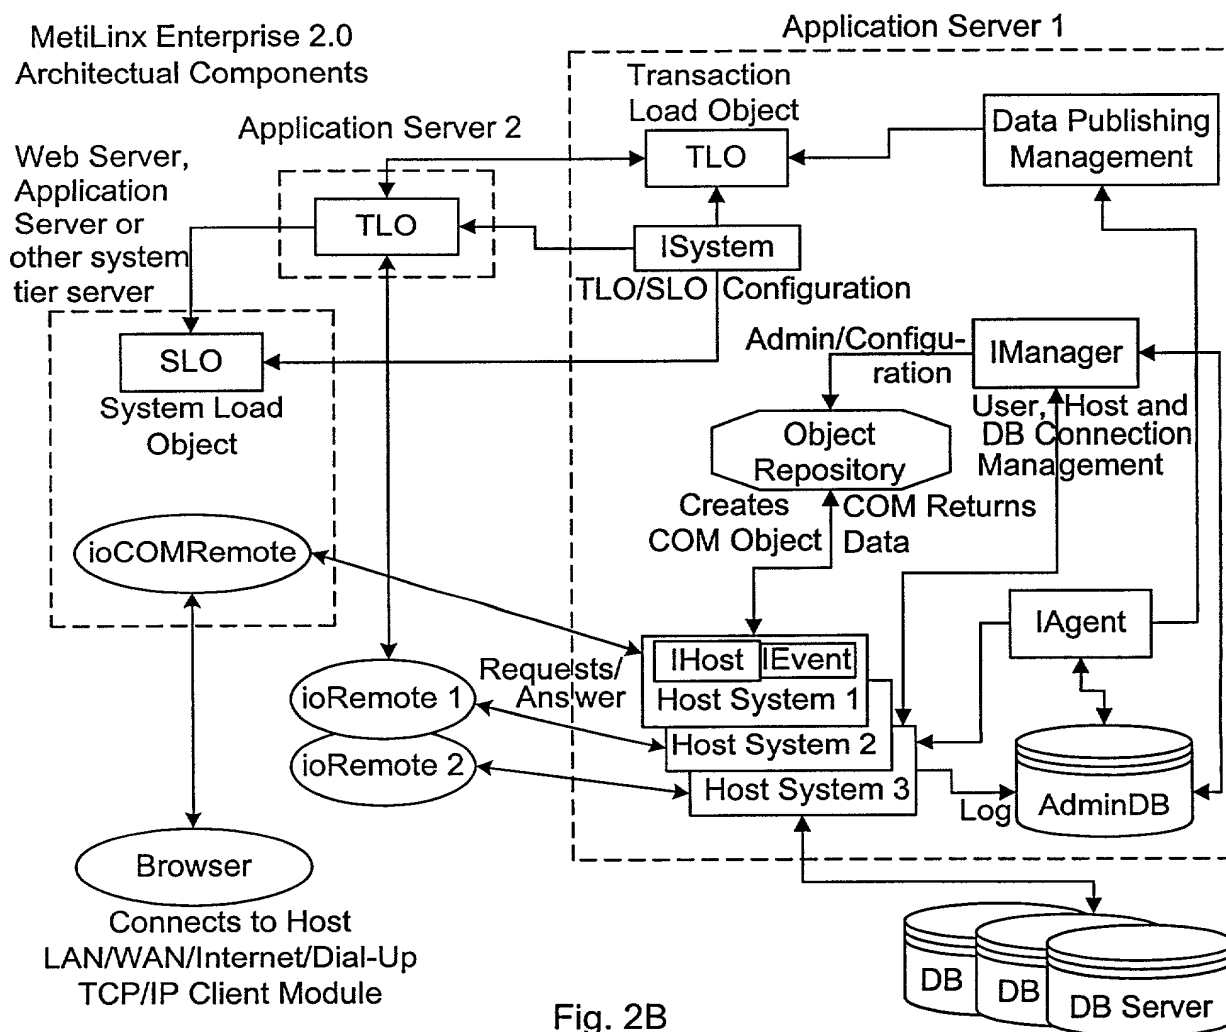 MetiLinx Enterprise 2.0
Architectual Components
Application Server 1
Transaction
Load Object
TLO
Data Publishing
Management
Application Server 2
TLO
Web Server,
Application
Server or
other system
tier server
ISystem
TLO/SLO Configuration
SLO
System Load
Object
Admin/Configu-
ration
IManager
User, Host and
DB Connection
Management
Object
Repository
Creates
COM Object
COM Returns
Data
ioCOMRemote
IAgent
IHost
IEvent
Host System 1
Host System 2
Host System 3
Requests/
Answer
ioRemote 1
ioRemote 2
Log
AdminDB
Browser
Connects to Host
LAN/WAN/Internet/Dial-Up
TCP/IP Client Module
DB
DB
DB Server
Fig. 2B